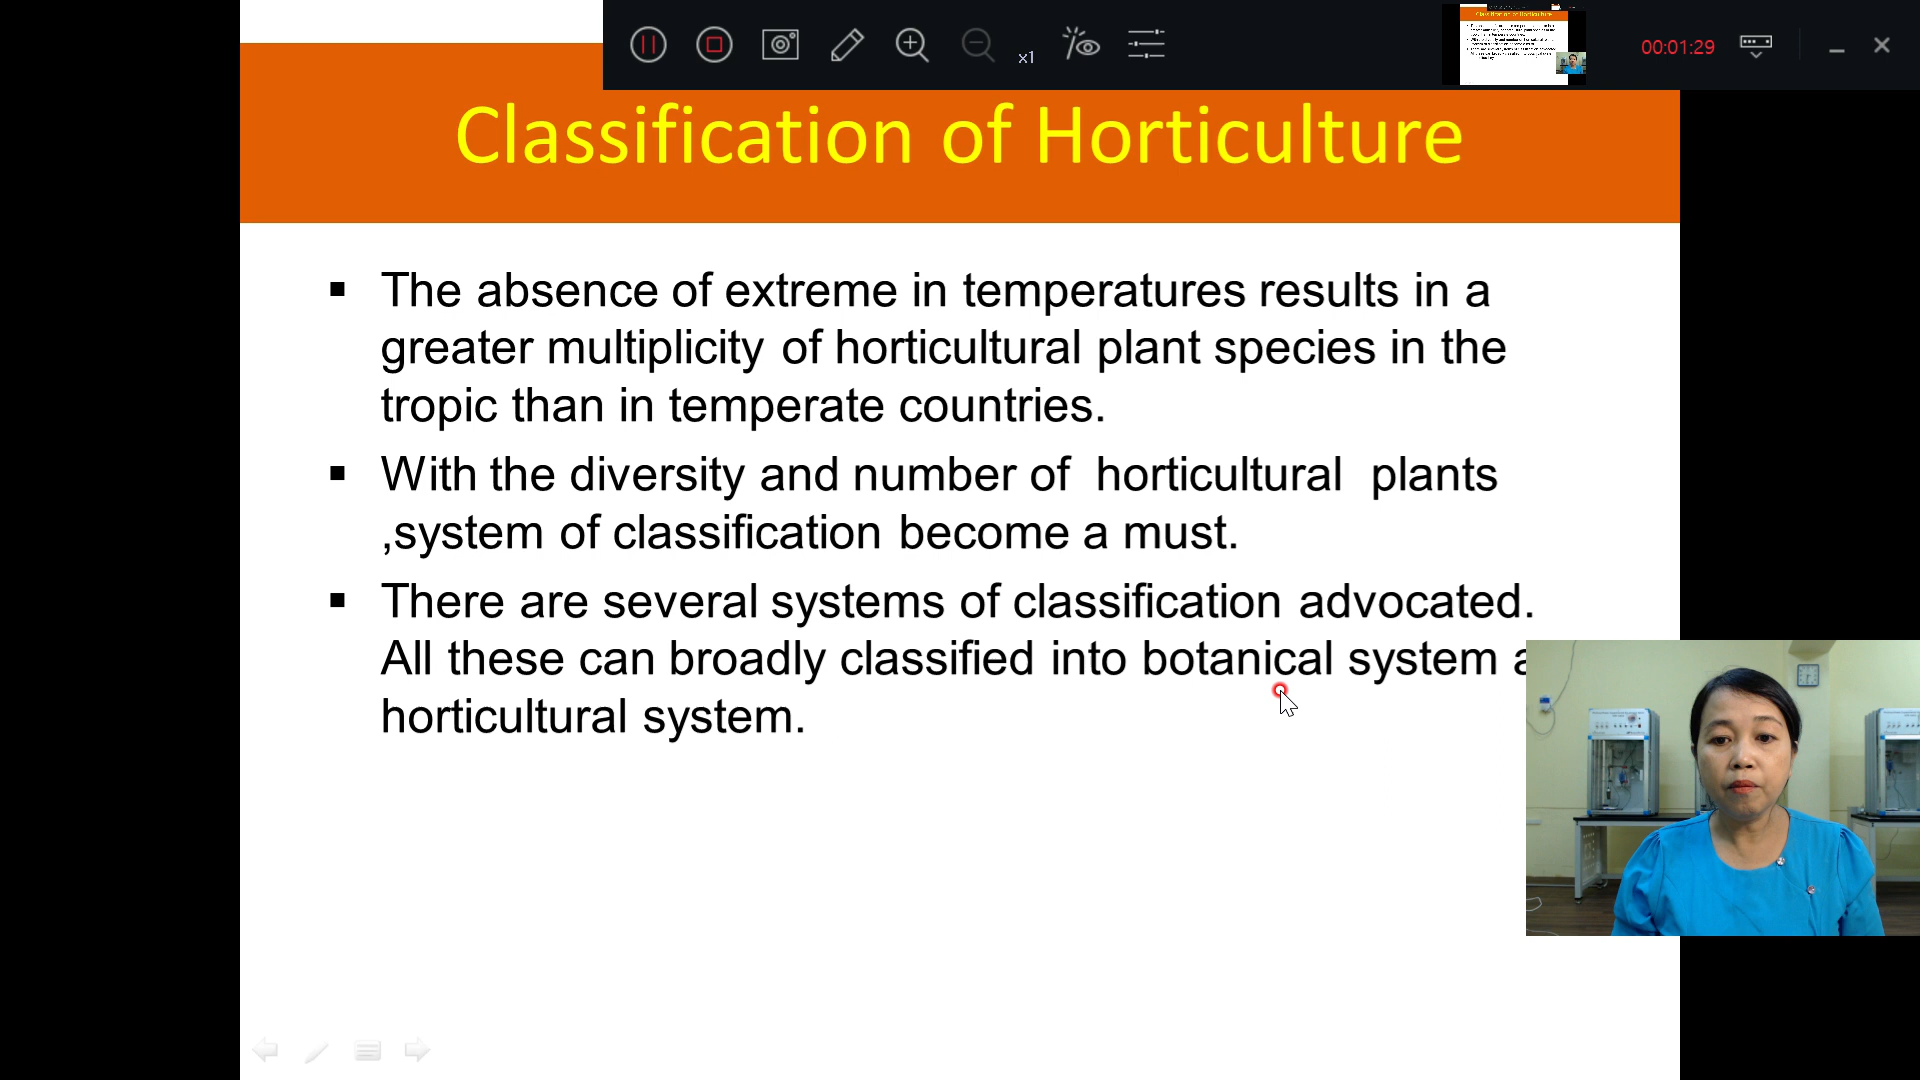 x1
00:01:29
Classification of Horticulture
▪ The absence of extreme in temperatures results in a
greater multiplicity of horticultural plant species in the
tropic than in temperate countries.
▪ With the diversity and number of horticultural plants
,system of classification become a must.
▪ There are several systems of classification advocated.
All these can broadly classified into botanical system
horticultural system.